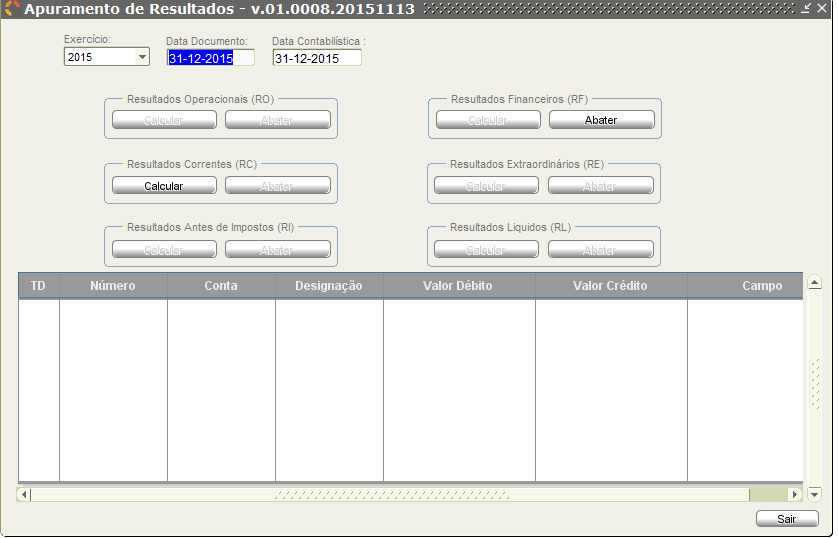 Apuramento de Resultados - v.01.0008.20151113
Exercício: Data Documento: Data Contabilística :
2015 31-12-2015 31-12-2015
Resultados Operacionais (RO) Resultados Financeiros (RF)
Calcular Abater Calcular Abater
Resultados Correntes (RC) Resultados Extraordinários (RE)
Calcular Abater Calcular Abater
Resultados Antes de Impostos (RI) Resultados Liquidos (RL)
Calcular Abater Calcular Abater
TD Número Conta Designação Valor Débito Valor Crédito Campo
Sair